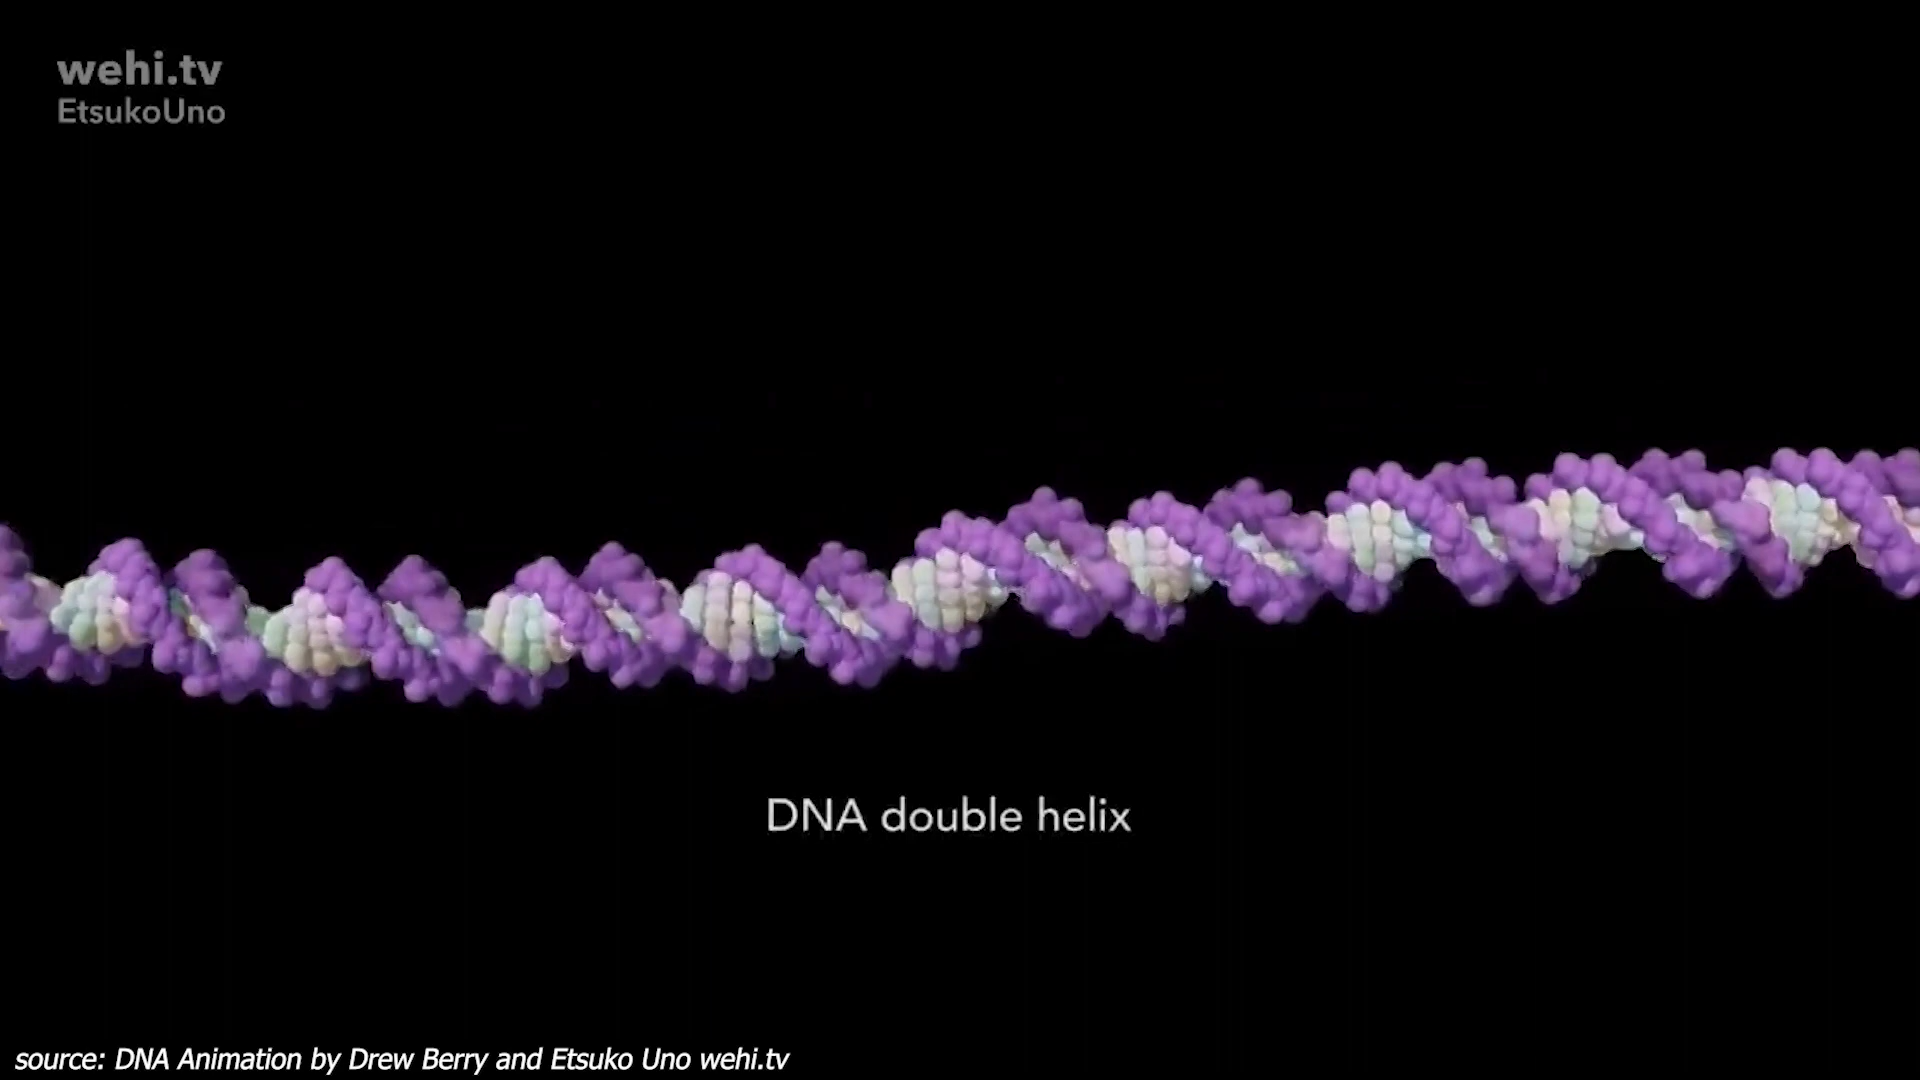 wehi.tv
EtsukoUno
DNA double helix
source: DNA Animation by Drew Berry and Etsuko Uno wehi.tv